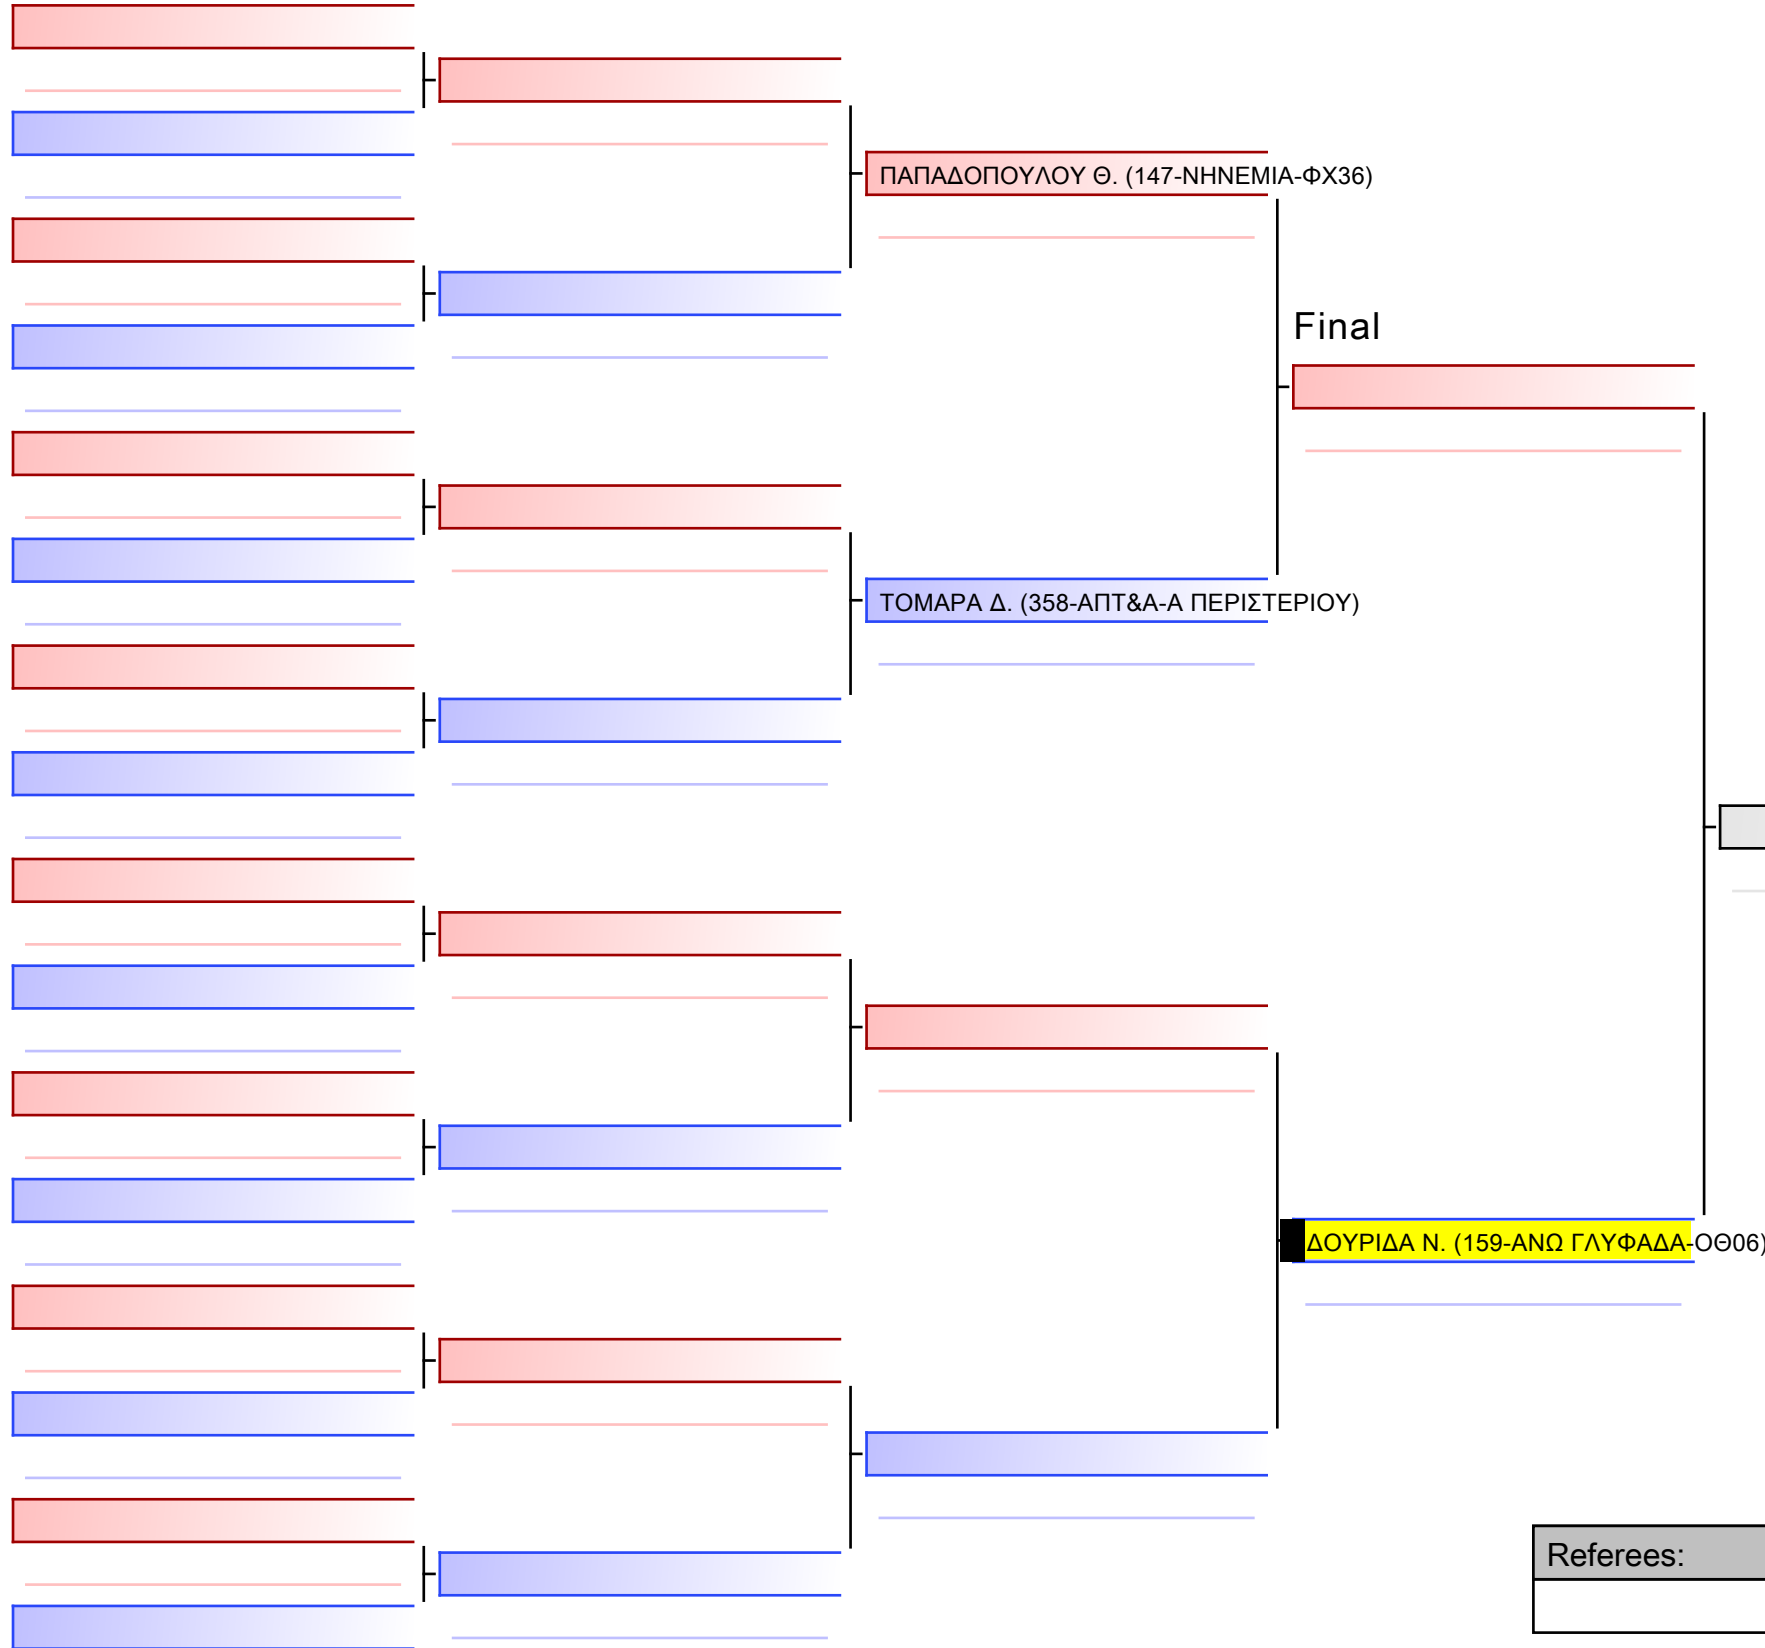 ΠΑΠΑΔΟΠΟΥΛΟΥ Θ. (147-ΝΗΝΕΜΙΑ-ΦΧ36)
Final
ΤΟΜΑΡΑ Δ. (358-ΑΠΤ&Α-Α ΠΕΡΙΣΤΕΡΙΟΥ)
ΔΟΥΡΙΔΑ Ν. (159-ΑΝΩ ΓΛΥΦΑΔΑ-ΟΘ06)
Referees: